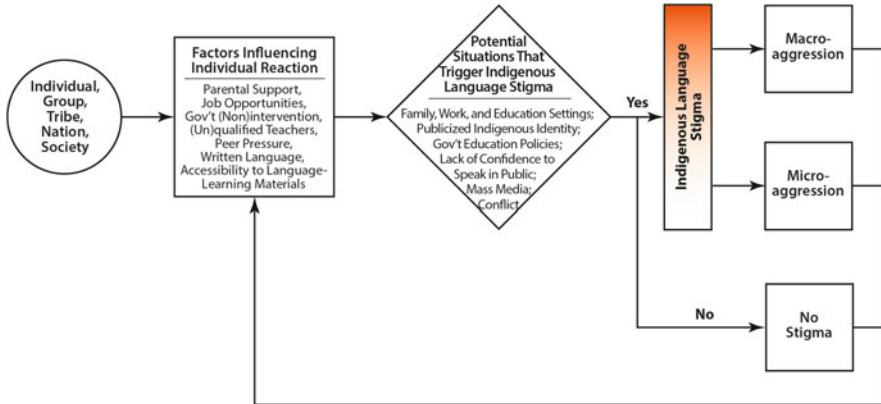 Individual,
Group,
Tribe,
Nation,
Society
Factors Influencing
Individual Reaction
Parental Support,
Job Opportunities,
Gov't (Non)intervention,
(Un)qualified Teachers,
Peer Pressure,
Written Language,
Accessibility to Language-
Learning Materials
Potential
Situations That
Trigger Indigenous
Language Stigma
Family, Work, and Education Settings;
Publicized Indigenous Identity;
Gov't Education Policies;
Lack of Confidence to
Speak in Public;
Mass Media;
Conflict
Yes
Indigenous Language
Stigma
Macro-
aggression
Micro-
aggression
No
No
Stigma